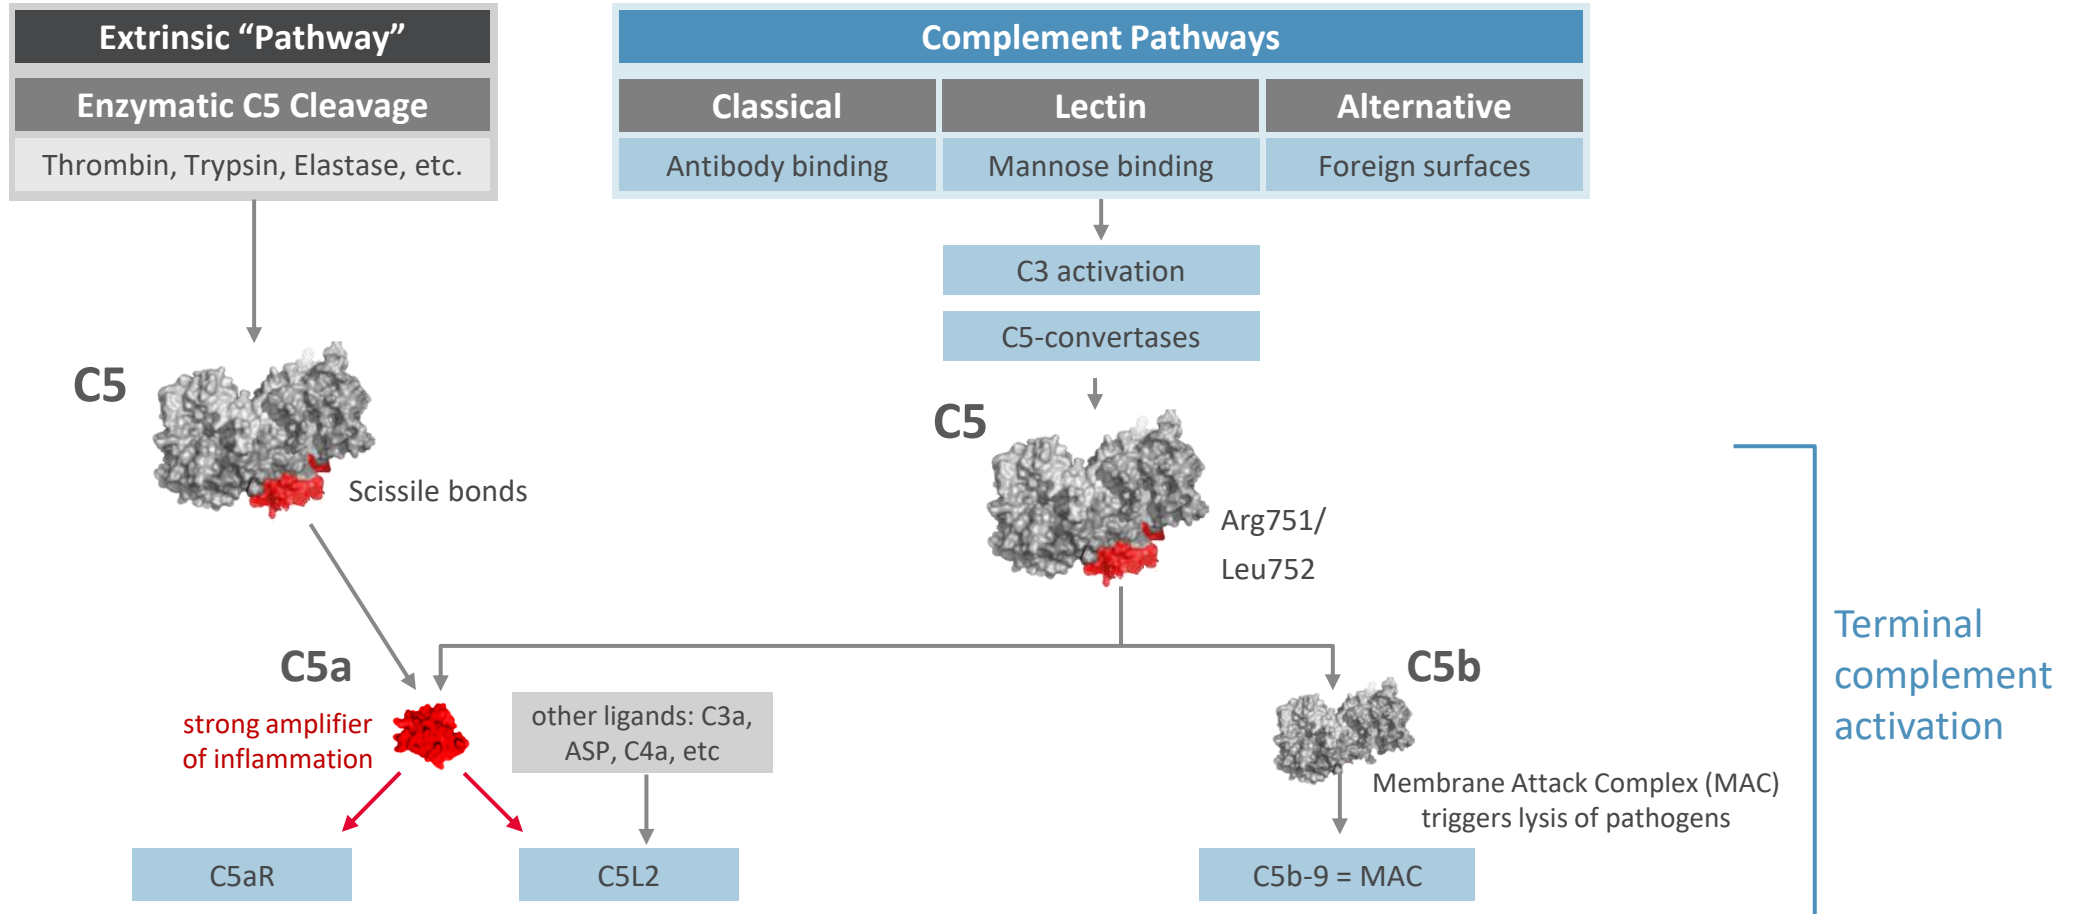 Extrinsic “Pathway”
Enzymatic C5 Cleavage
Thrombin, Trypsin, Elastase, etc.
Complement Pathways
Classical
Lectin
Alternative
Antibody binding
Mannose binding
Foreign surfaces
C3 activation
C5-convertases
C5
Scissile bonds
C5
Arg751/
Leu752
C5a
strong amplifier
of inflammation
other ligands: C3a,
ASP, C4a, etc
C5b
Membrane Attack Complex (MAC)
triggers lysis of pathogens
C5aR
C5L2
C5b-9 = MAC
Terminal
complement
activation